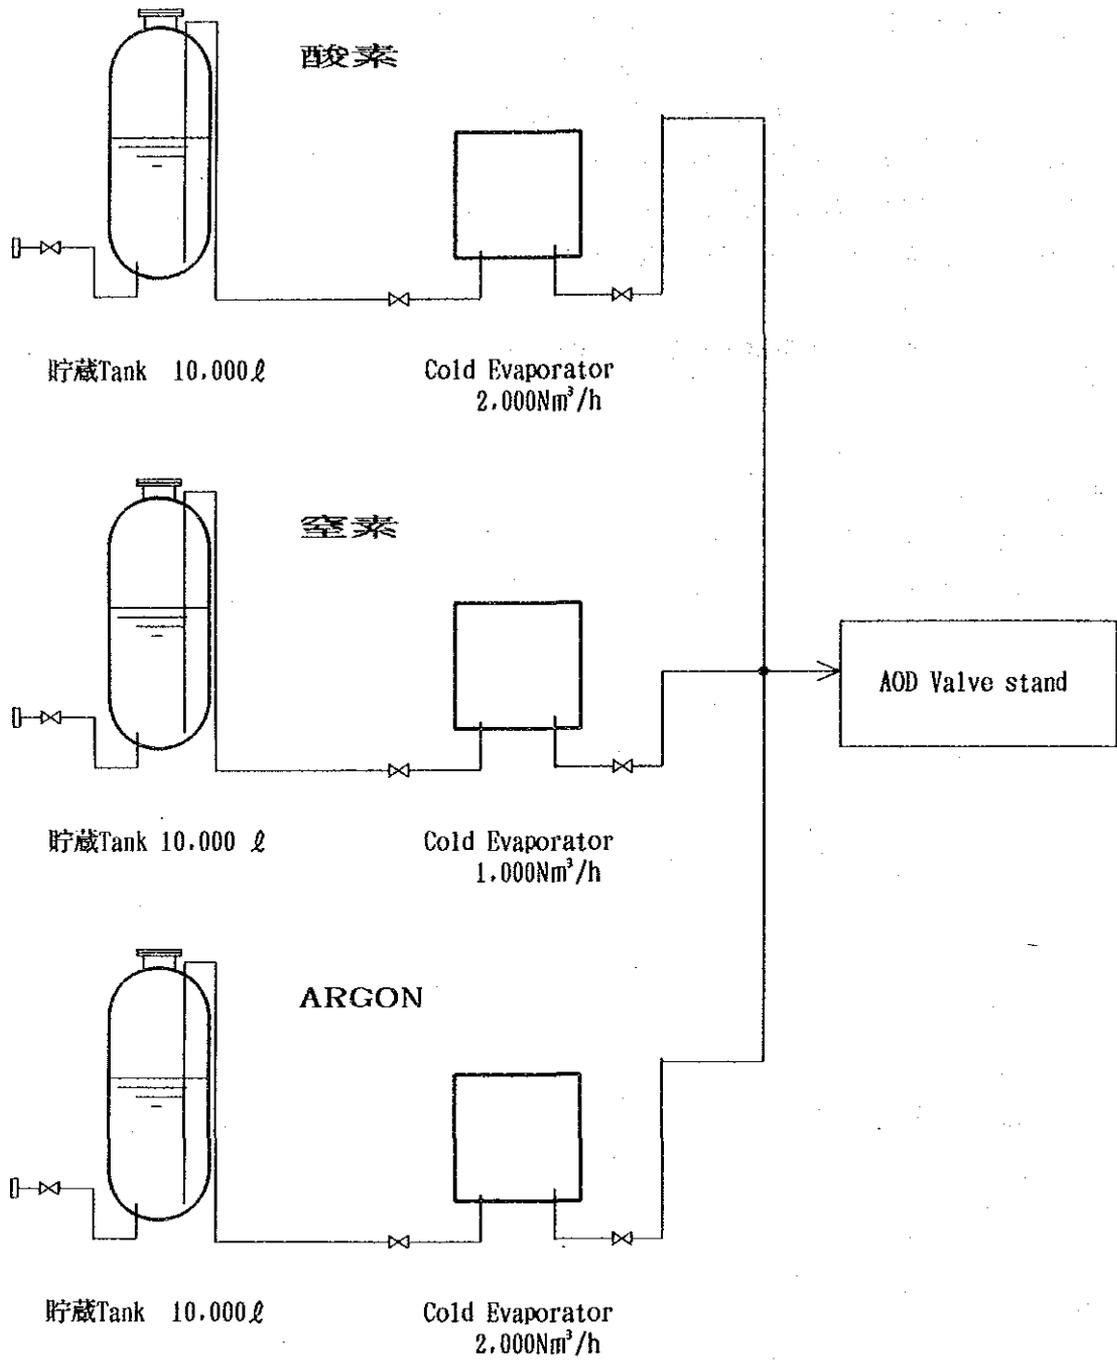 酸素
貯蔵Tank 10,000ℓ
Cold Evaporator
2,000Nm³/h
窒素
AOD Valve stand
貯蔵Tank 10,000 ℓ
Cold Evaporator
1,000Nm³/h
ARGON
貯蔵Tank 10,000ℓ
Cold Evaporator
2,000Nm³/h